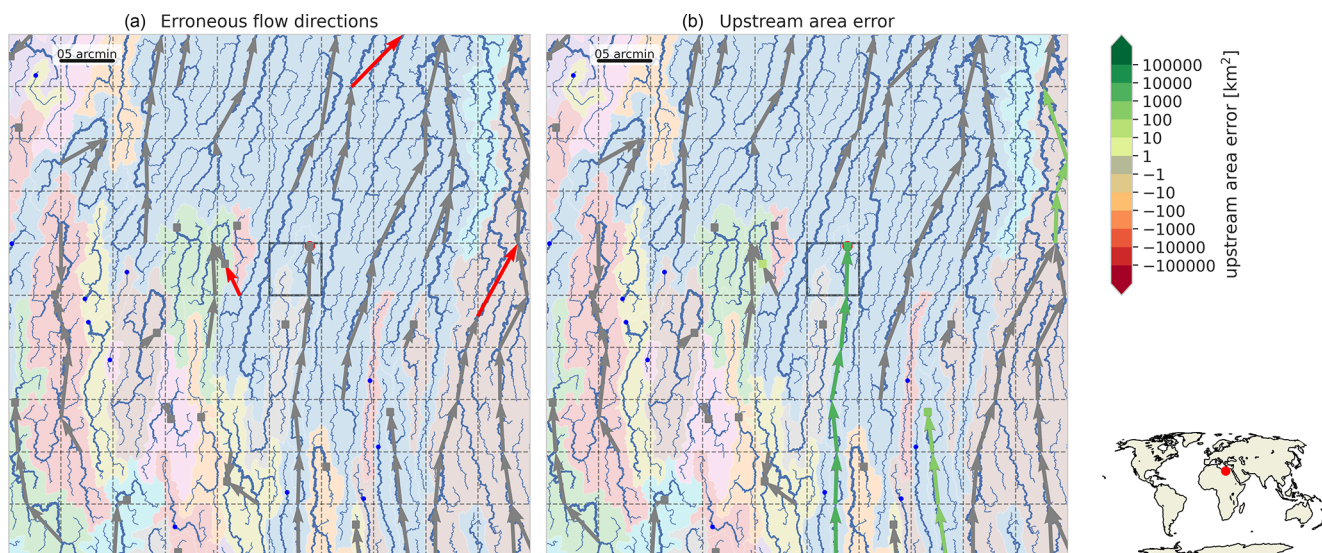 (a) Erroneous flow directions
(b) Upstream area error
05 arcmin
05 arcmin
100000
10000
1000
100
10
1
−1
−10
−100
−1000
−10000
−100000
upstream area error [km²]